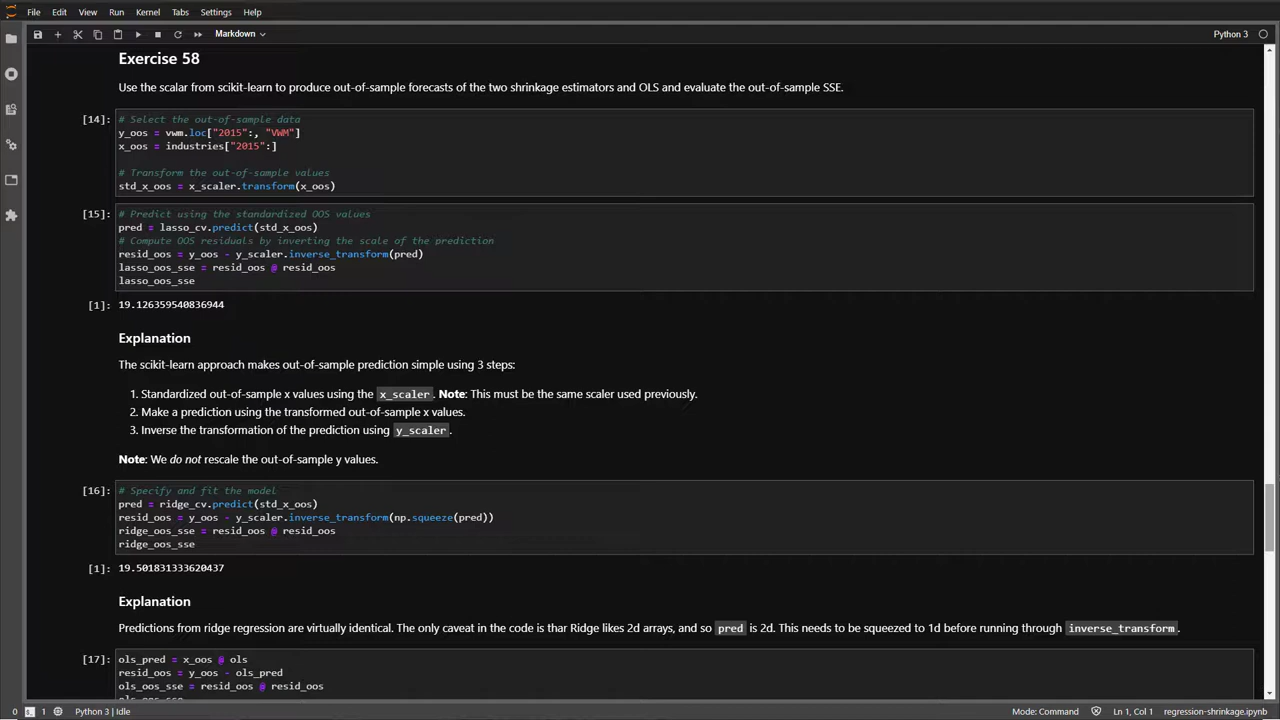 File Edit View Run Kernel Tabs Settings Help
Markdown
Python 3
Exercise 58
Use the scalar from scikit-learn to produce out-of-sample forecasts of the two shrinkage estimators and OLS and evaluate the out-of-sample SSE.
[14]:
# Select the out-of-sample data
y_oos = vwm.loc["2015":, "VWM"]
x_oos = industries["2015":]
# Transform the out-of-sample values
std_x_oos = x_scaler.transform(x_oos)
[15]:
# Predict using the standardized OOS values
pred = lasso_cv.predict(std_x_oos)
# Compute OOS residuals by inverting the scale of the prediction
resid_oos = y_oos - y_scaler.inverse_transform(pred)
lasso_oos_sse = resid_oos @ resid_oos
lasso_oos_sse
[1]: 19.126359540836944
Explanation
The scikit-learn approach makes out-of-sample prediction simple using 3 steps:
1. Standardized out-of-sample x values using the x_scaler. Note: This must be the same scaler used previously.
2. Make a prediction using the transformed out-of-sample x values.
3. Inverse the transformation of the prediction using y_scaler.
Note: We do not rescale the out-of-sample y values.
[16]:
# Specify and fit the model
pred = ridge_cv.predict(std_x_oos)
resid_oos = y_oos - y_scaler.inverse_transform(np.squeeze(pred))
ridge_oos_sse = resid_oos @ resid_oos
ridge_oos_sse
[1]: 19.501831333620437
Explanation
Predictions from ridge regression are virtually identical. The only caveat in the code is thar Ridge likes 2d arrays, and so pred is 2d. This needs to be squeezed to 1d before running through inverse_transform.
[17]:
ols_pred = x_oos @ ols
resid_oos = y_oos - ols_pred
ols_oos_sse = resid_oos @ resid_oos
ols_oos_sse
0 1 Python 3 | Idle
Mode: Command Ln 1, Col 1 regression-shrinkage.ipynb